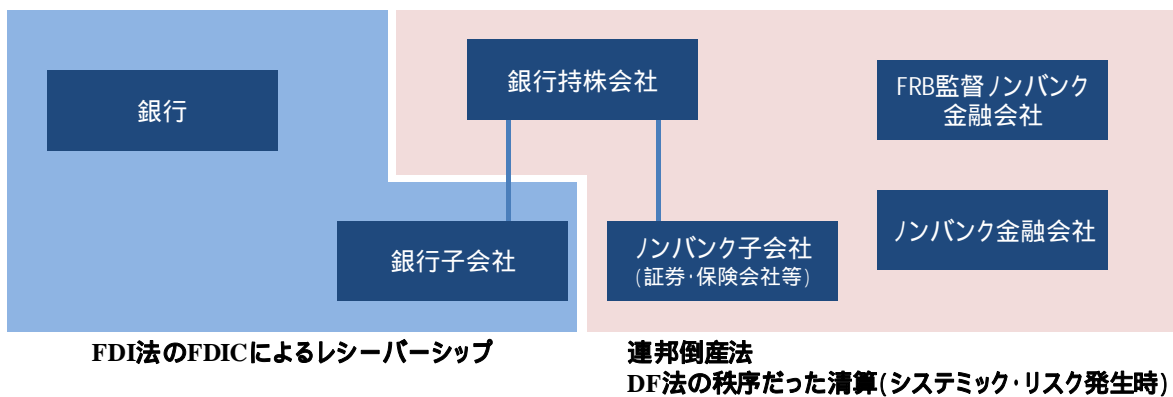 銀行
銀行持株会社
FRB監督ノンバンク
金融会社
銀行子会社
ノンバンク子会社
(証券・保険会社等)
ノンバンク金融会社
FDI法のFDICによるレシーバーシップ
連邦倒産法
DF法の秩序だった清算(システミック・リスク発生時)